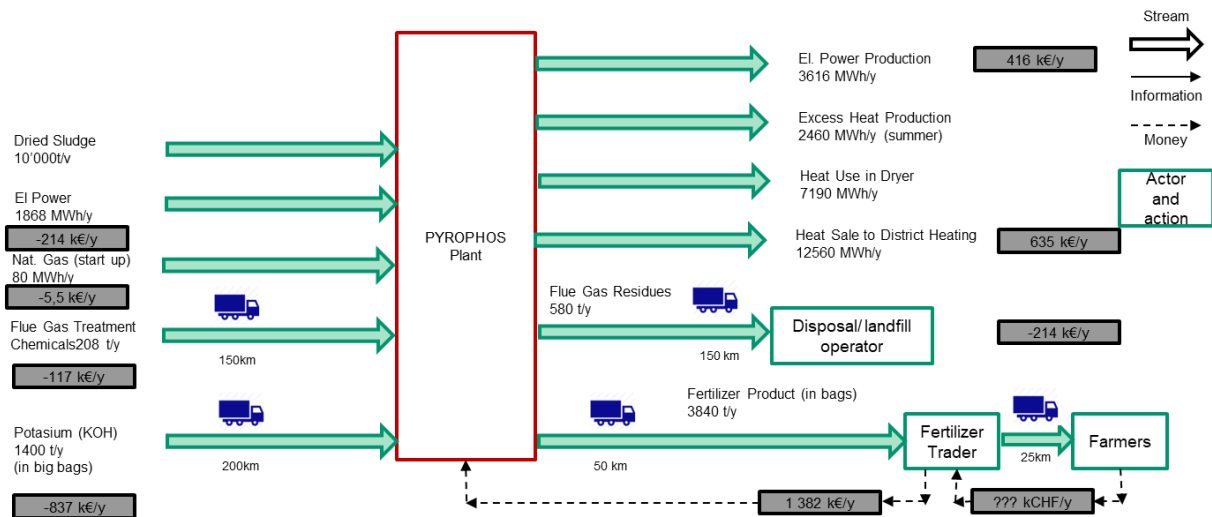 Dried Sludge
10’000t/v
El Power
1868 MWh/y
-214 k€/y
Nat. Gas (start up)
80 MWh/y
-5,5 k€/y
Flue Gas Treatment
Chemicals208 t/y
150km
-117 k€/y
Potasium (KOH)
1400 t/y
(in big bags)
200km
-837 k€/y
PYROPHOS
Plant
El. Power Production
3616 MWh/y
416 k€/y
Excess Heat Production
2460 MWh/y (summer)
Heat Use in Dryer
7190 MWh/y
Heat Sale to District Heating
12560 MWh/y
635 k€/y
Flue Gas Residues
580 t/y
150 km
Disposal/landfill
operator
-214 k€/y
Fertilizer Product (in bags)
3840 t/y
50 km
Fertilizer
Trader
25km
Farmers
1 382 k€/y
??? kCHF/y
Stream
Information
Money
Actor
and
action